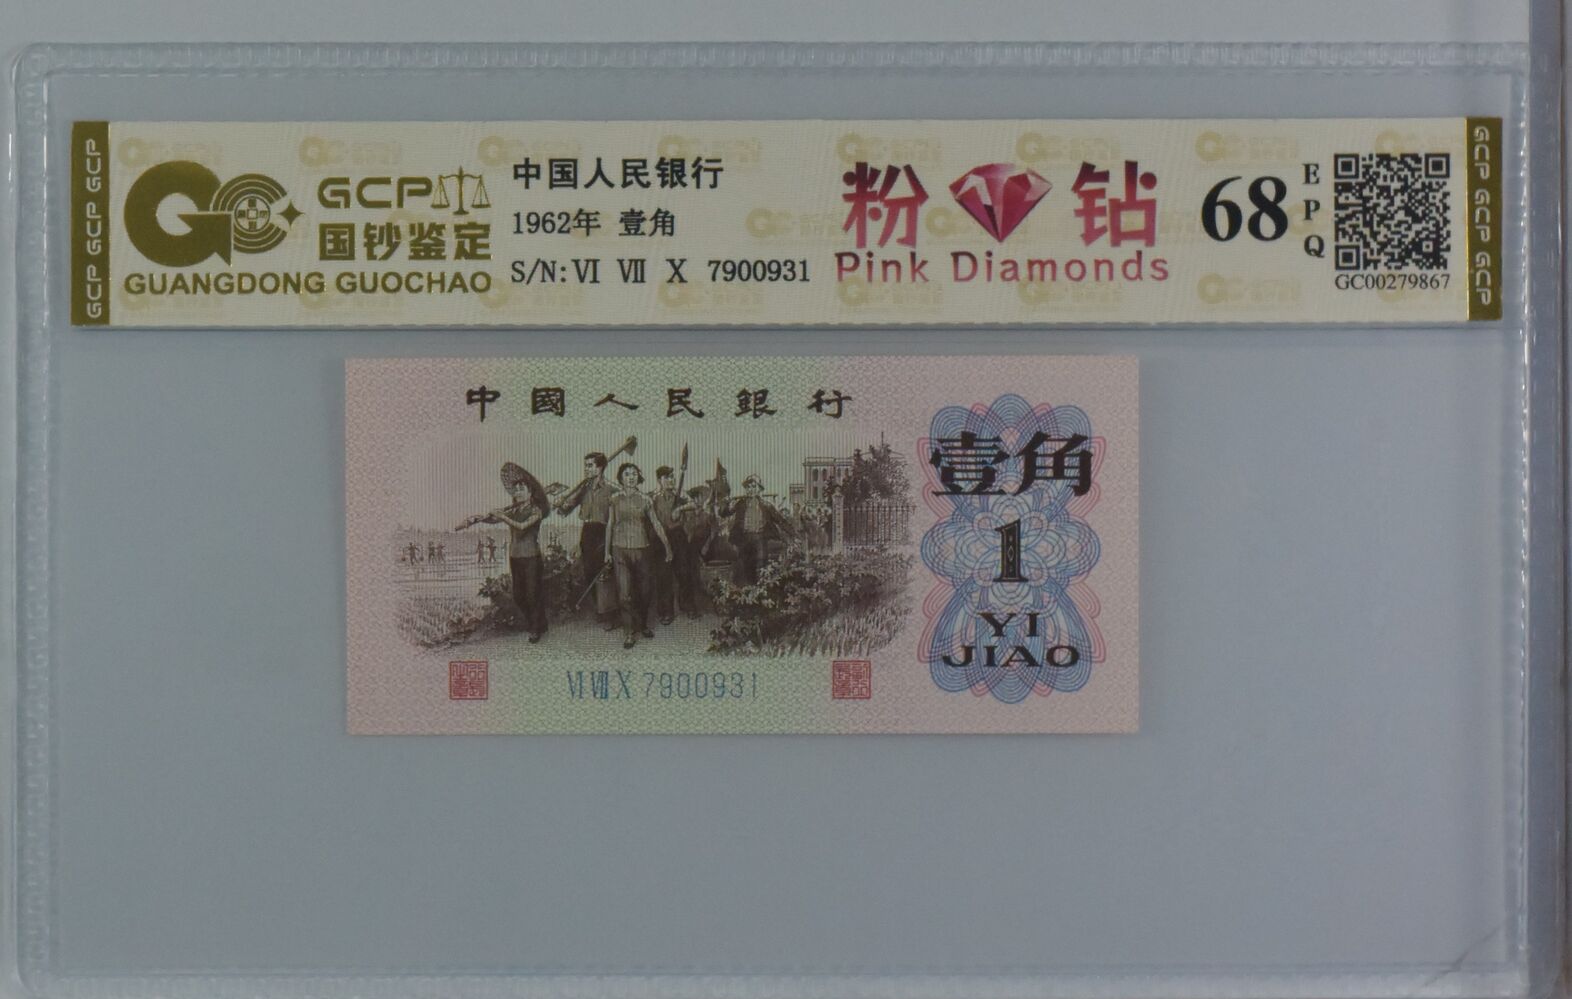 GCP GCP GCP
GCP
国钞鉴定
GUANGDONG GUOCHAO
中国人民银行
1962年 壹角
S/N: Ⅵ Ⅶ Ⅹ 7900931
粉钻
Pink Diamonds
68
EPQ
GC00279867
GCP GCP GCP
中國人民銀行
壹角
1
YI
JIAO
ⅥⅦⅩ 7900931